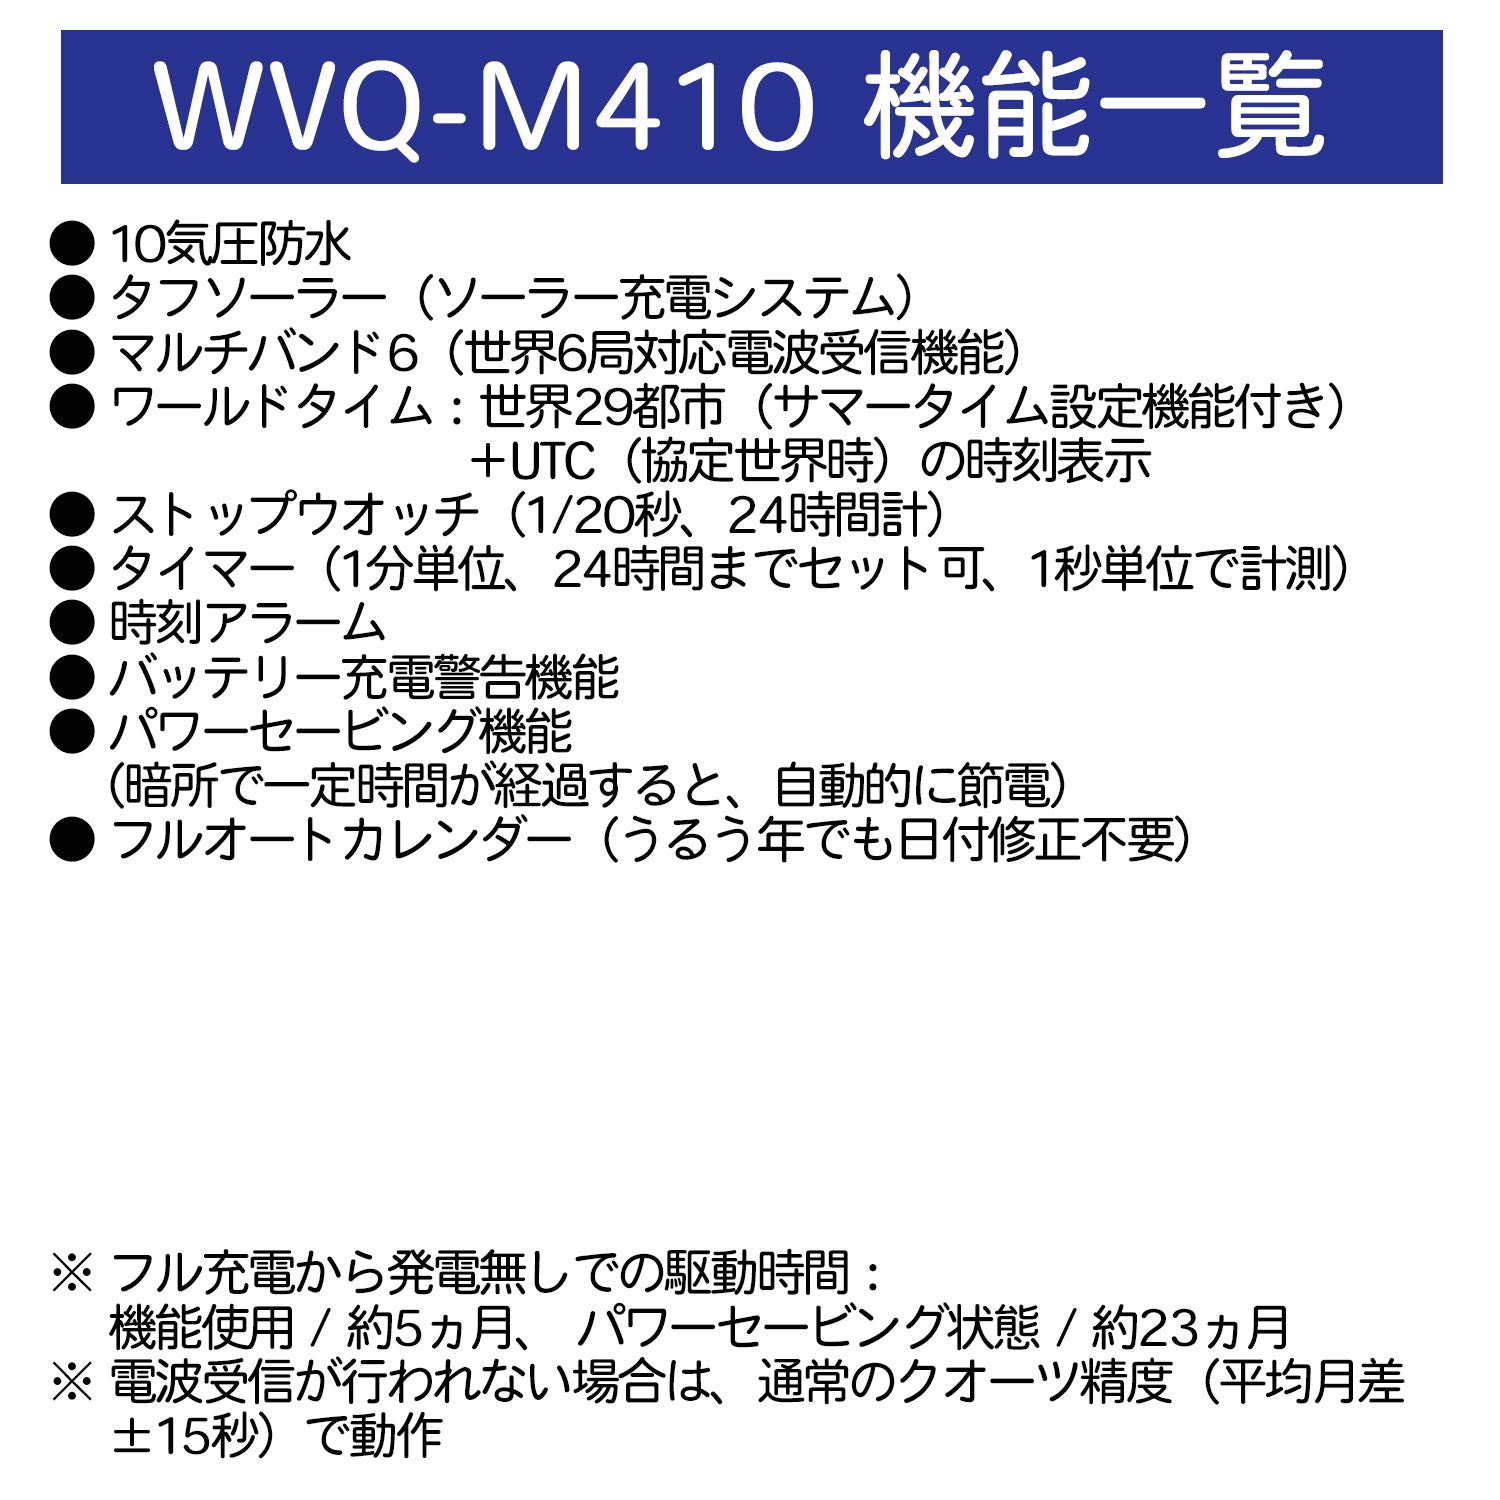 WVQ-M410 機能一覧
● 10気圧防水
● タフソーラー（ソーラー充電システム）
● マルチバンド6（世界6局対応電波受信機能）
● ワールドタイム：世界29都市（サマータイム設定機能付き）
＋UTC（協定世界時）の時刻表示
● ストップウオッチ（1/20秒、24時間計）
● タイマー（1分単位、24時間までセット可、1秒単位で計測）
● 時刻アラーム
● バッテリー充電警告機能
● パワーセービング機能
（暗所で一定時間が経過すると、自動的に節電）
● フルオートカレンダー（うるう年でも日付修正不要）
※ フル充電から発電無しでの駆動時間：
機能使用 / 約5ヵ月、 パワーセービング状態 / 約23ヵ月
※ 電波受信が行われない場合は、通常のクオーツ精度（平均月差
±15秒）で動作